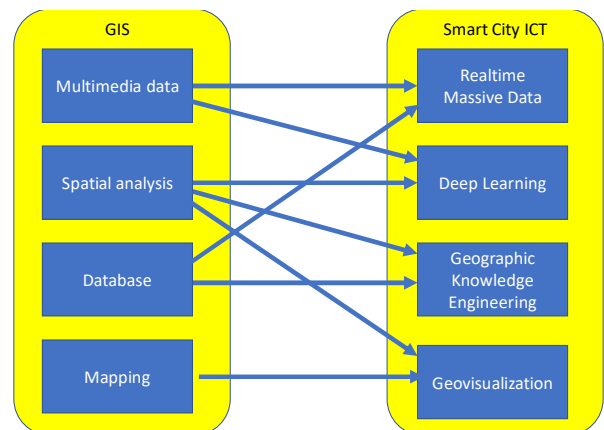 GIS
Multimedia data
Spatial analysis
Database
Mapping
Smart City ICT
Realtime
Massive Data
Deep Learning
Geographic
Knowledge
Engineering
Geovisualization